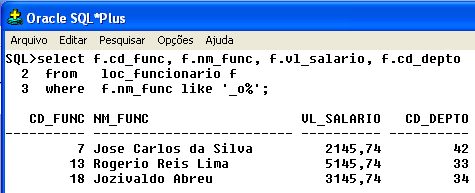 Oracle SQL*Plus
Arquivo Editar Pesquisar Opções Ajuda
SQL>select f.cd_func, f.nm_func, f.vl_salario, f.cd_depto
2 from loc_funcionario f
3 where f.nm_func like '_o%';
CD_FUNC NM_FUNC VL_SALARIO CD_DEPTO
---------- ------------------------- ---------- ----------
7 Jose Carlos da Silva 2145,74 42
13 Rogerio Reis Lima 5145,74 33
18 Jozivaldo Abreu 3145,74 34